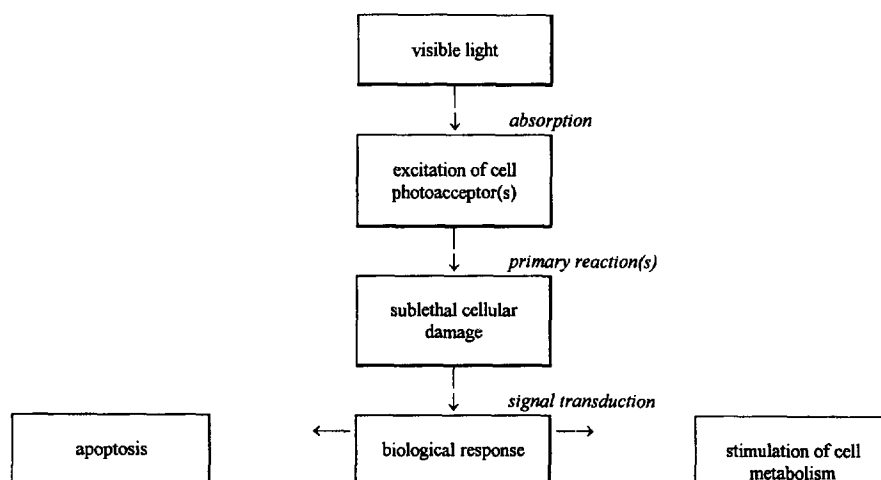 visible light
absorption
excitation of cell
photoacceptor(s)
primary reaction(s)
sublethal cellular
damage
signal transduction
apoptosis
biological response
stimulation of cell
metabolism